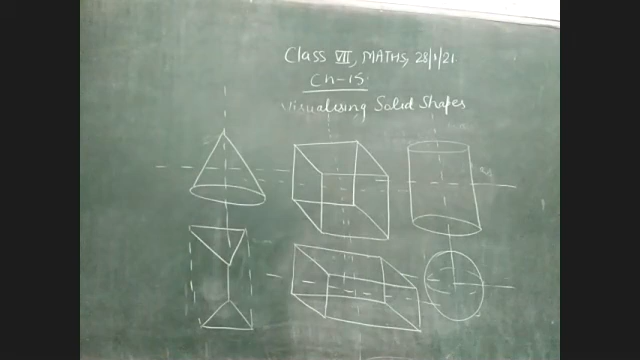 Class VII, MATHS, 28/1/21
Ch-15
Visualising Solid Shapes